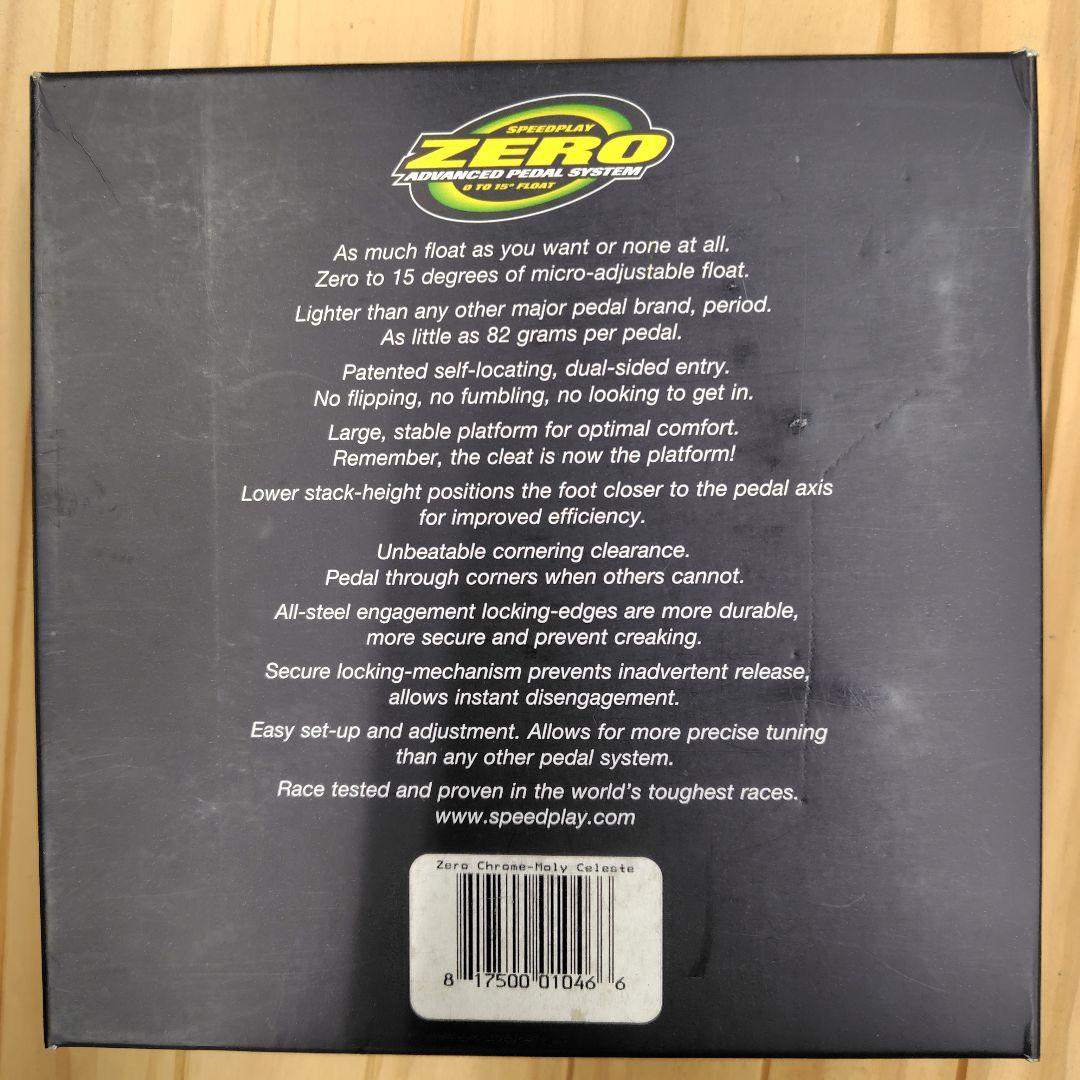 SPEEDPLAY
ZERO
ADVANCED PEDAL SYSTEM
0 TO 15° FLOAT
As much float as you want or none at all.
Zero to 15 degrees of micro-adjustable float.
Lighter than any other major pedal brand, period.
As little as 82 grams per pedal.
Patented self-locating, dual-sided entry.
No flipping, no fumbling, no looking to get in.
Large, stable platform for optimal comfort.
Remember, the cleat is now the platform!
Lower stack-height positions the foot closer to the pedal axis
for improved efficiency.
Unbeatable cornering clearance.
Pedal through corners when others cannot.
All-steel engagement locking-edges are more durable,
more secure and prevent creaking.
Secure locking-mechanism prevents inadvertent release,
allows instant disengagement.
Easy set-up and adjustment. Allows for more precise tuning
than any other pedal system.
Race tested and proven in the world's toughest races.
www.speedplay.com
Zero Chrome-Moly Celeste
8 17500 01046 6